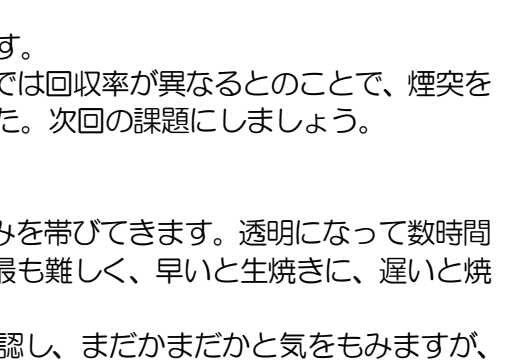 す。
では回収率が異なるとのことで、煙突を
た。次回の課題にしましょう。
みを帯びてきます。透明になって数時間
最も難しく、早いと生焼きに、遅いと焼
認し、まだかまだかと気をもみますが、